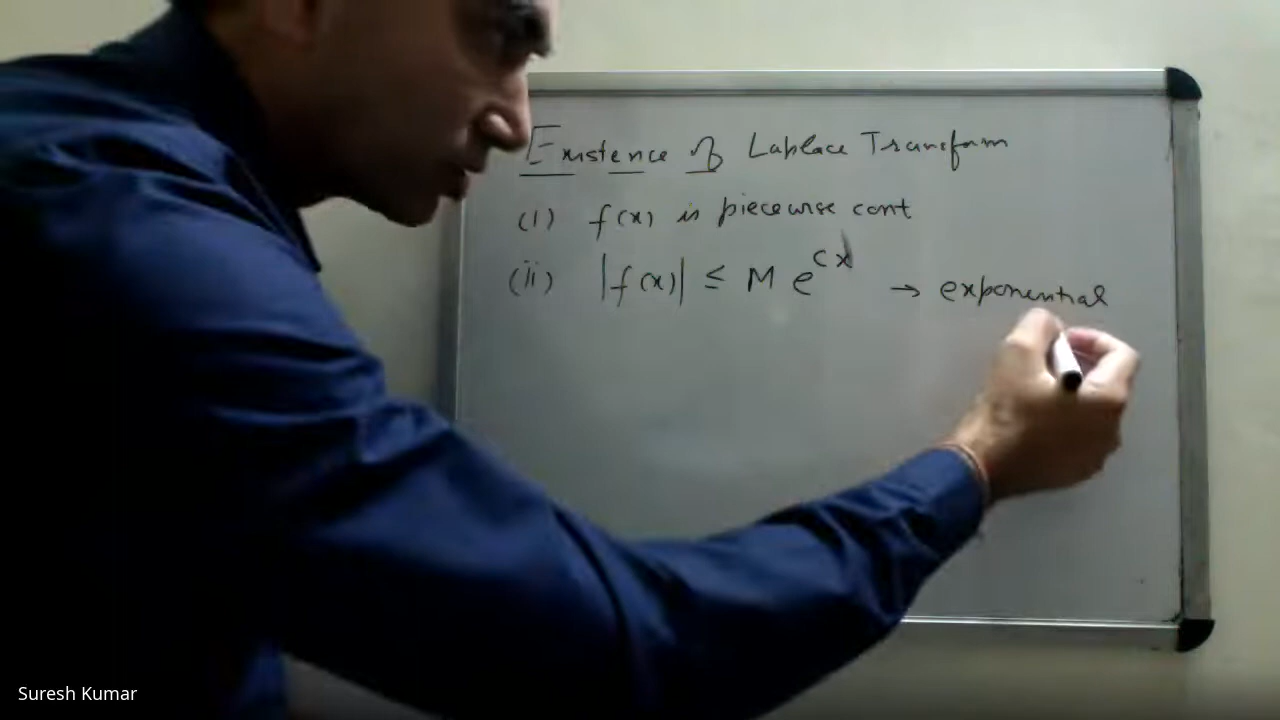 Existence of Laplace Transform
(i) f(x) is piecewise cont
(ii) |f(x)| ≤ M e^{cx} → exponential
Suresh Kumar